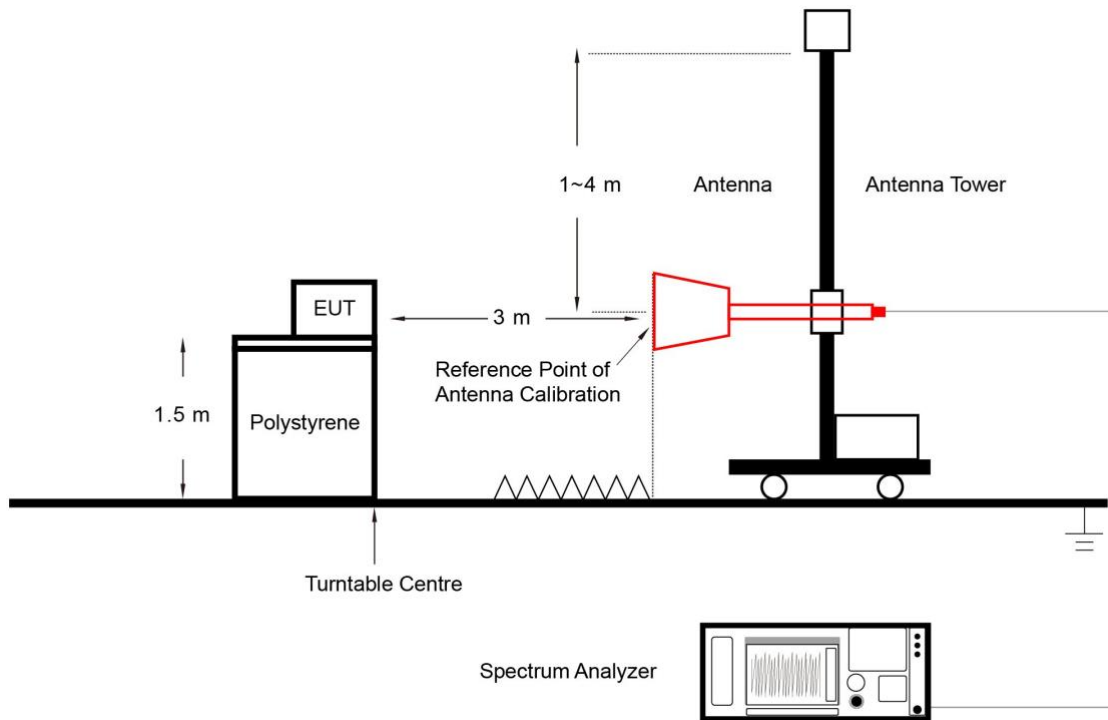 1~4 m
Antenna
Antenna Tower
EUT
3 m
Reference Point of
Antenna Calibration
1.5 m
Polystyrene
Turntable Centre
Spectrum Analyzer